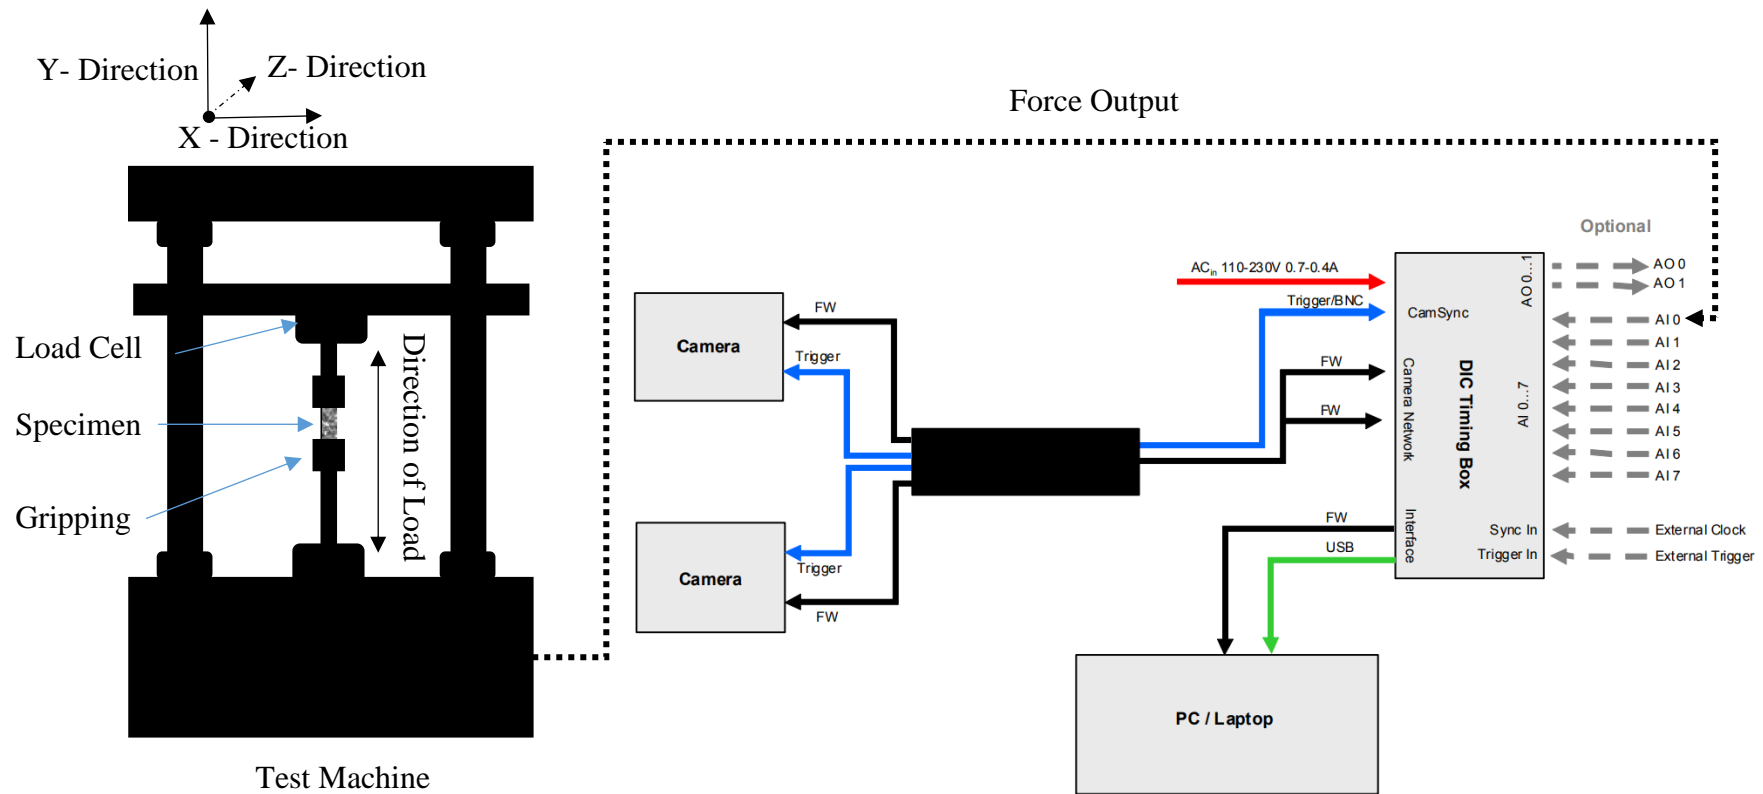 Y- Direction
Z- Direction
X - Direction
Force Output
Load Cell
Specimen
Gripping
Direction of Load
Test Machine
Camera
FW
Trigger
Camera
Trigger
FW
ACin 110-230V 0.7-0.4A
Trigger/BNC
FW
FW
FW
USB
CamSync
Camera Network
Interface
DIC Timing Box
AO 0...1
AI 0...7
Sync In
Trigger In
Optional
AO 0
AO 1
AI 0
AI 1
AI 2
AI 3
AI 4
AI 5
AI 6
AI 7
External Clock
External Trigger
PC / Laptop